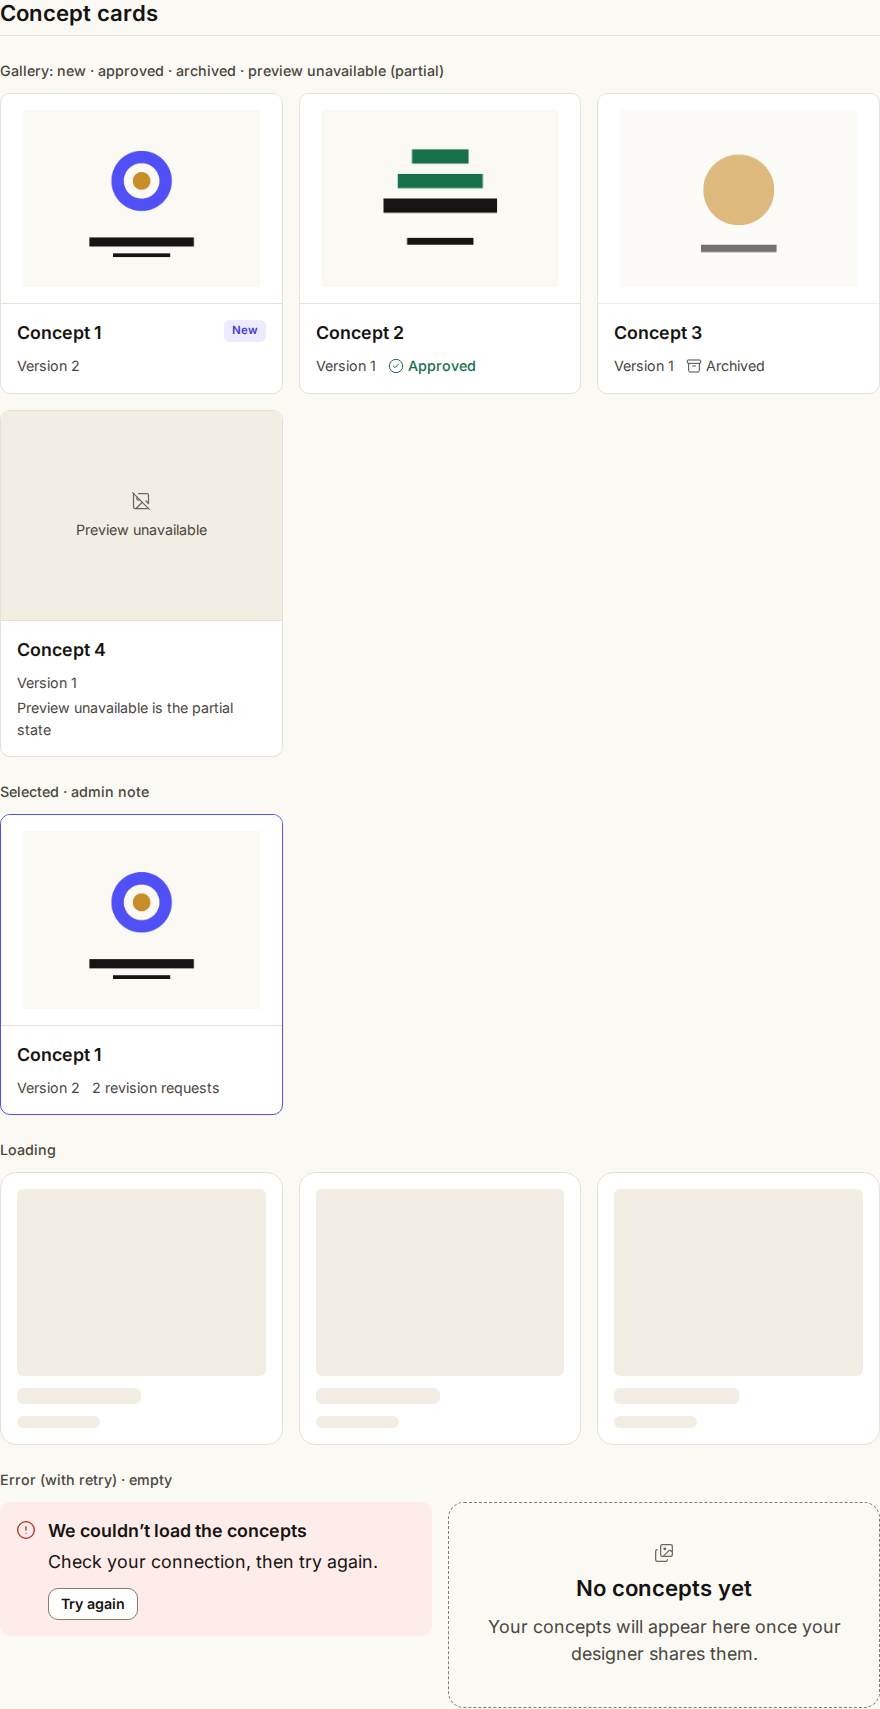 Concept cards
Gallery: new · approved · archived · preview unavailable (partial)
Concept 1
New
Version 2
Concept 2
Version 1
Approved
Concept 3
Version 1
Archived
Preview unavailable
Concept 4
Version 1
Preview unavailable is the partial
state
Selected · admin note
Concept 1
Version 2 2 revision requests
Loading
Error (with retry) · empty
We couldn’t load the concepts
Check your connection, then try again.
Try again
No concepts yet
Your concepts will appear here once your
designer shares them.